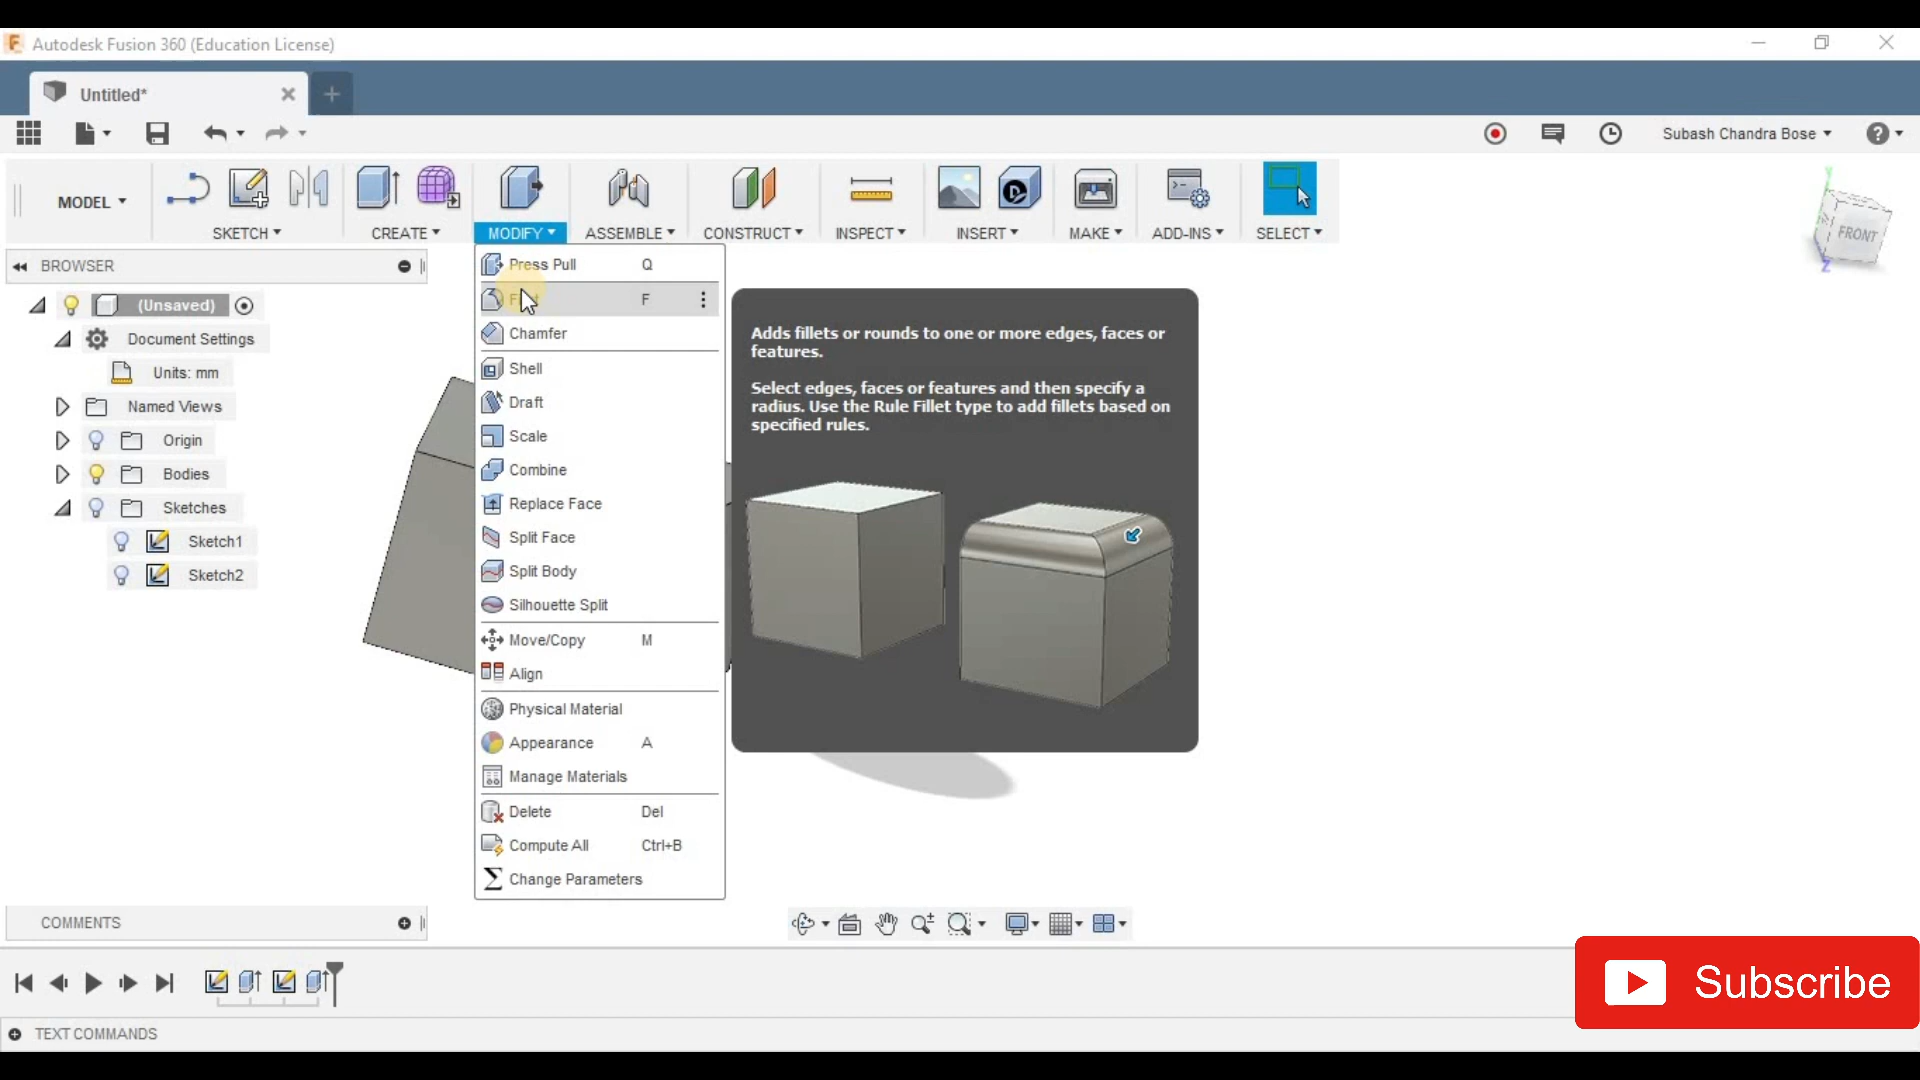 Autodesk Fusion 360 (Education License)
Untitled*
Subash Chandra Bose
MODEL
SKETCH
CREATE
MODIFY
ASSEMBLE
CONSTRUCT
INSPECT
INSERT
MAKE
ADD-INS
SELECT
FRONT
Y
Z
BROWSER
(Unsaved)
Document Settings
Units: mm
Named Views
Origin
Bodies
Sketches
Sketch1
Sketch2
Press Pull Q
F
Chamfer
Shell
Draft
Scale
Combine
Replace Face
Split Face
Split Body
Silhouette Split
Move/Copy M
Align
Physical Material
Appearance A
Manage Materials
Delete Del
Compute All Ctrl+B
Change Parameters
Adds fillets or rounds to one or more edges, faces or
features.
Select edges, faces or features and then specify a
radius. Use the Rule Fillet type to add fillets based on
specified rules.
COMMENTS
TEXT COMMANDS
Subscribe